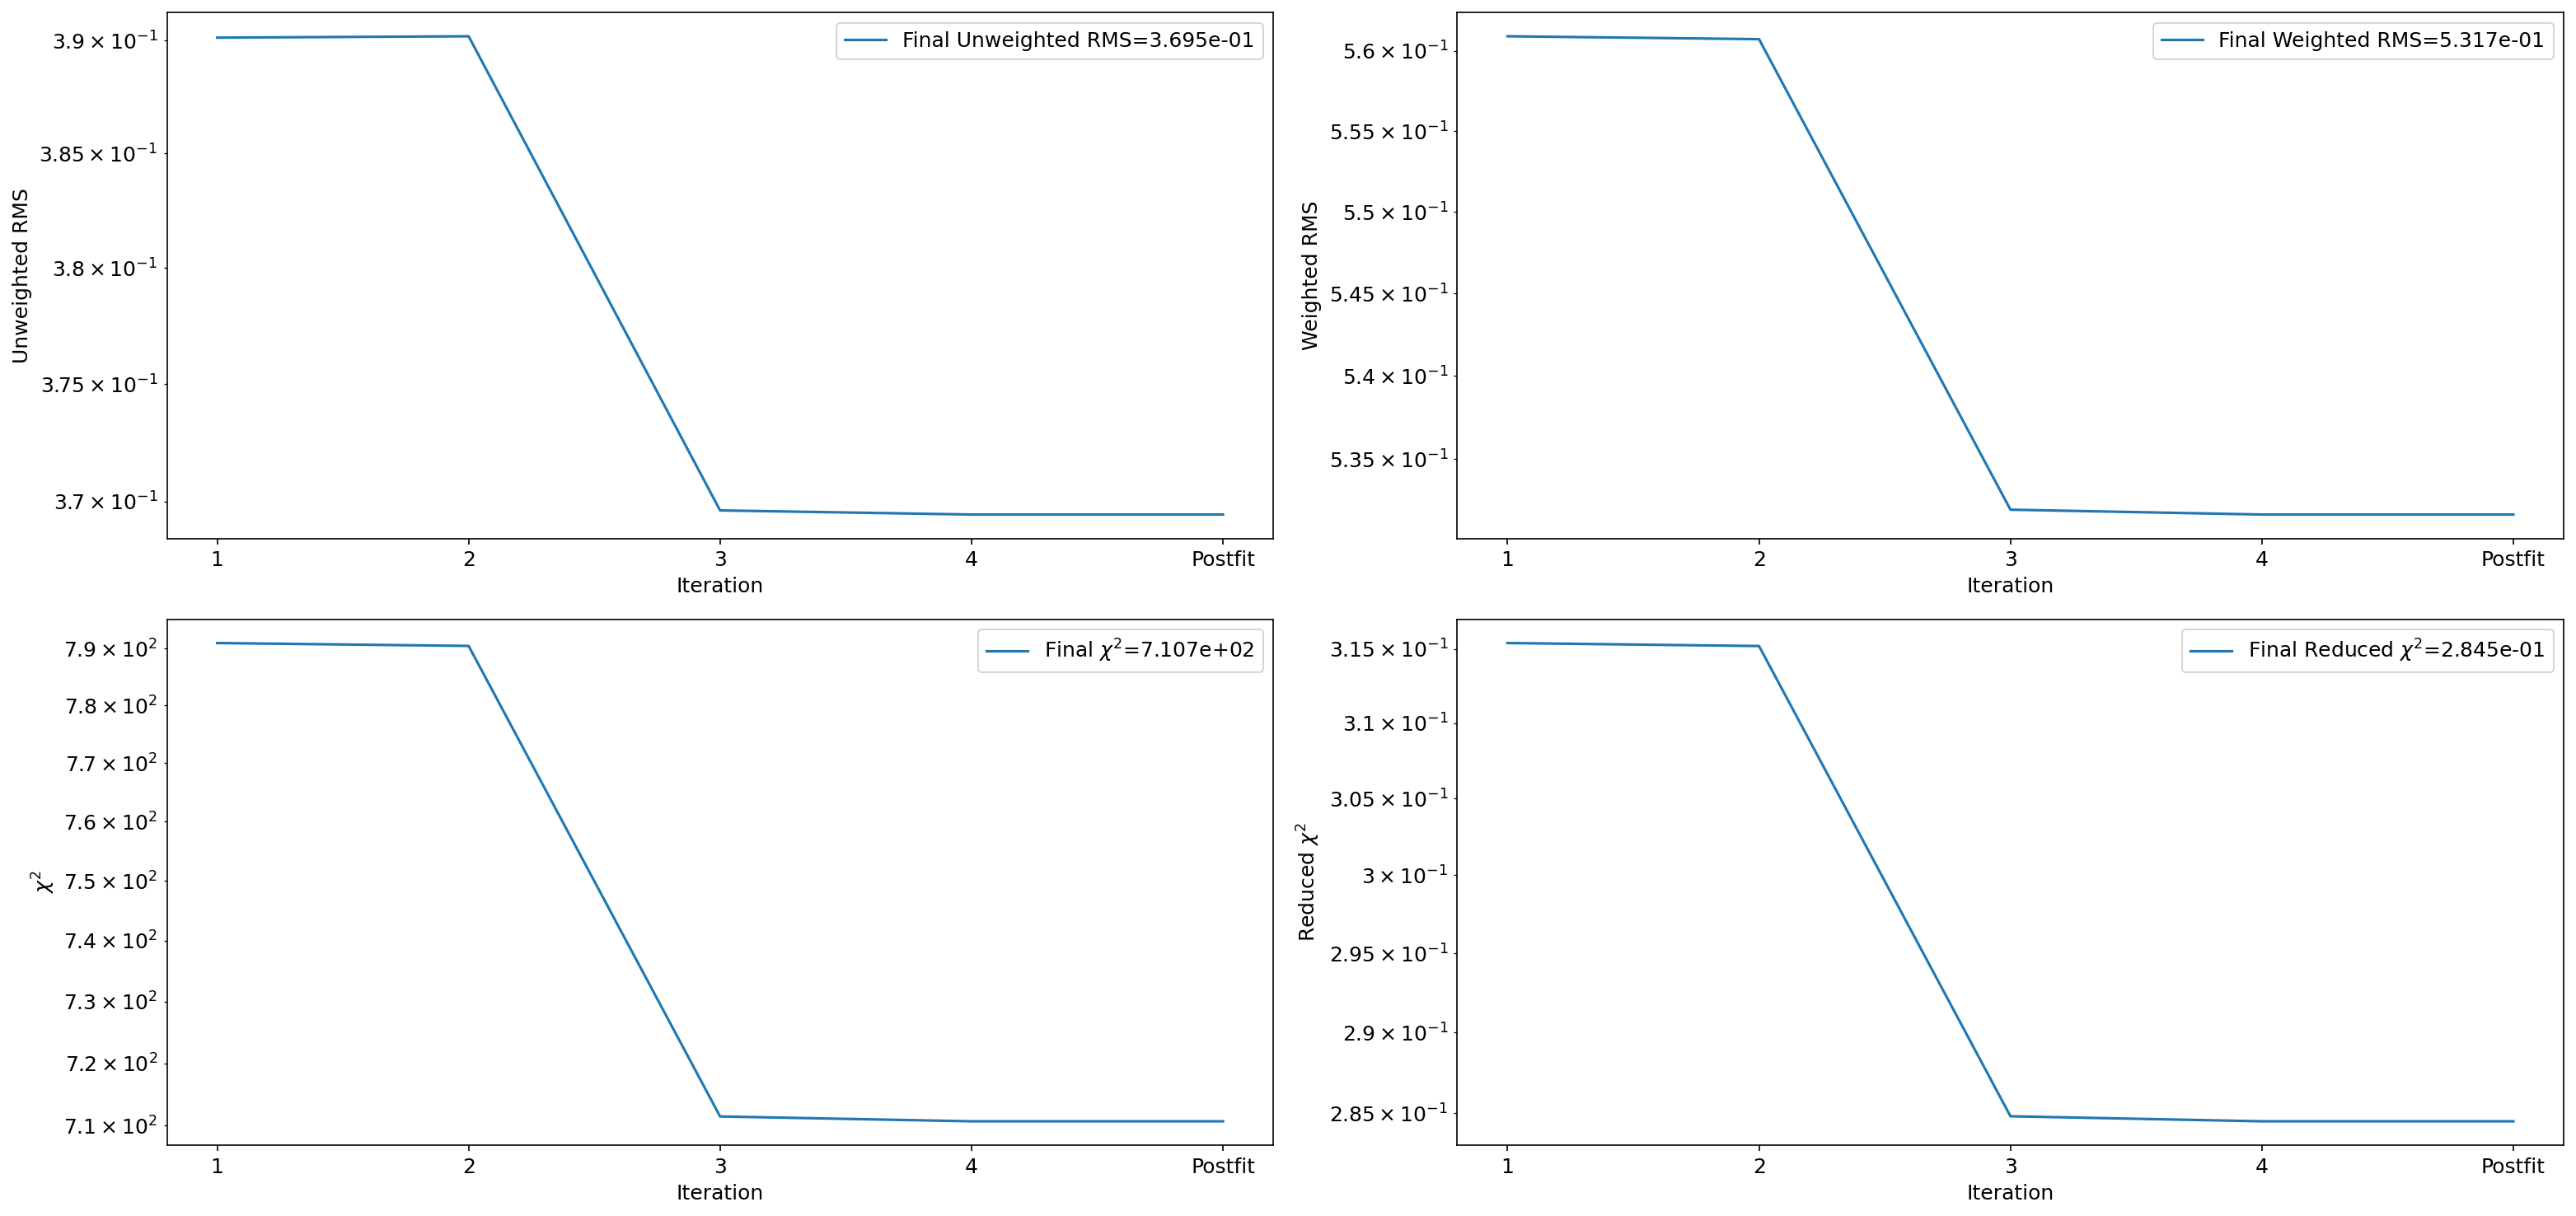 Final Unweighted RMS=3.695e-01
3.9 × 10⁻¹
3.85 × 10⁻¹
3.8 × 10⁻¹
3.75 × 10⁻¹
3.7 × 10⁻¹
Unweighted RMS
1 2 3 4 Postfit
Iteration
Final Weighted RMS=5.317e-01
5.6 × 10⁻¹
5.55 × 10⁻¹
5.5 × 10⁻¹
5.45 × 10⁻¹
5.4 × 10⁻¹
5.35 × 10⁻¹
Weighted RMS
1 2 3 4 Postfit
Iteration
Final χ²=7.107e+02
7.9 × 10²
7.8 × 10²
7.7 × 10²
7.6 × 10²
7.5 × 10²
7.4 × 10²
7.3 × 10²
7.2 × 10²
7.1 × 10²
χ²
1 2 3 4 Postfit
Iteration
Final Reduced χ²=2.845e-01
3.15 × 10⁻¹
3.1 × 10⁻¹
3.05 × 10⁻¹
3 × 10⁻¹
2.95 × 10⁻¹
2.9 × 10⁻¹
2.85 × 10⁻¹
Reduced χ²
1 2 3 4 Postfit
Iteration